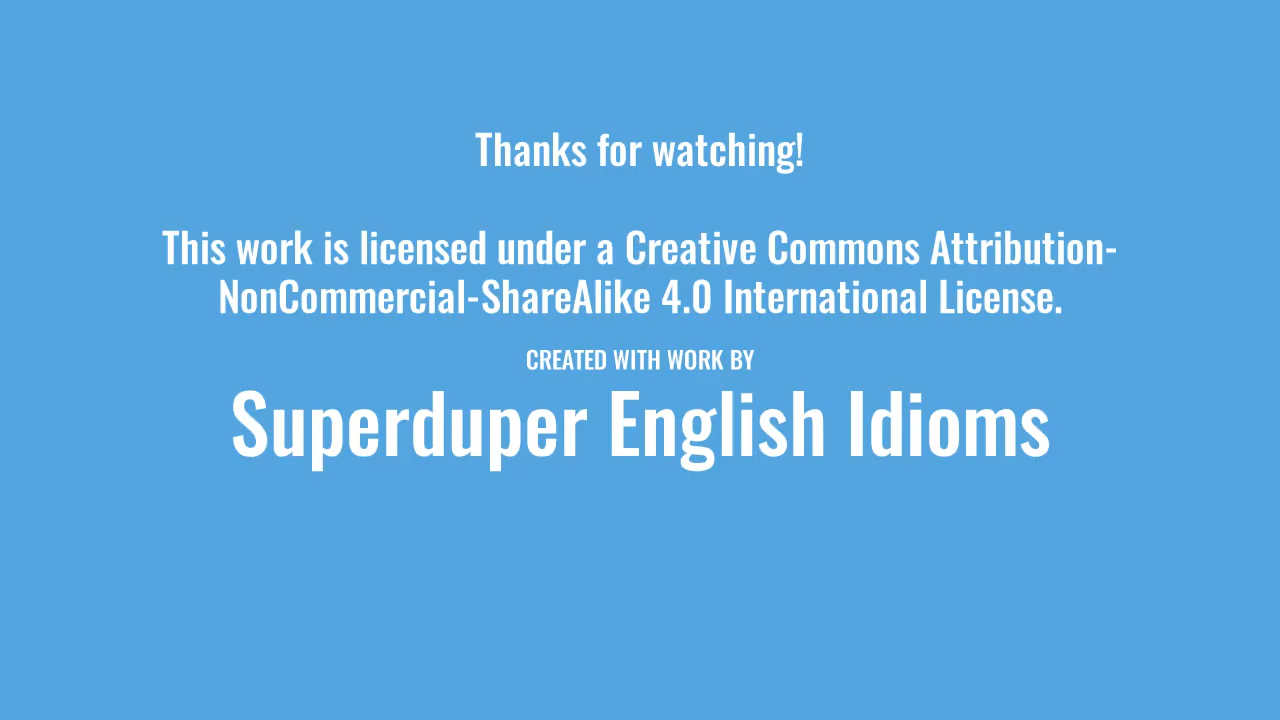 Thanks for watching!
This work is licensed under a Creative Commons Attribution-
NonCommercial-ShareAlike 4.0 International License.
CREATED WITH WORK BY
Superduper English Idioms